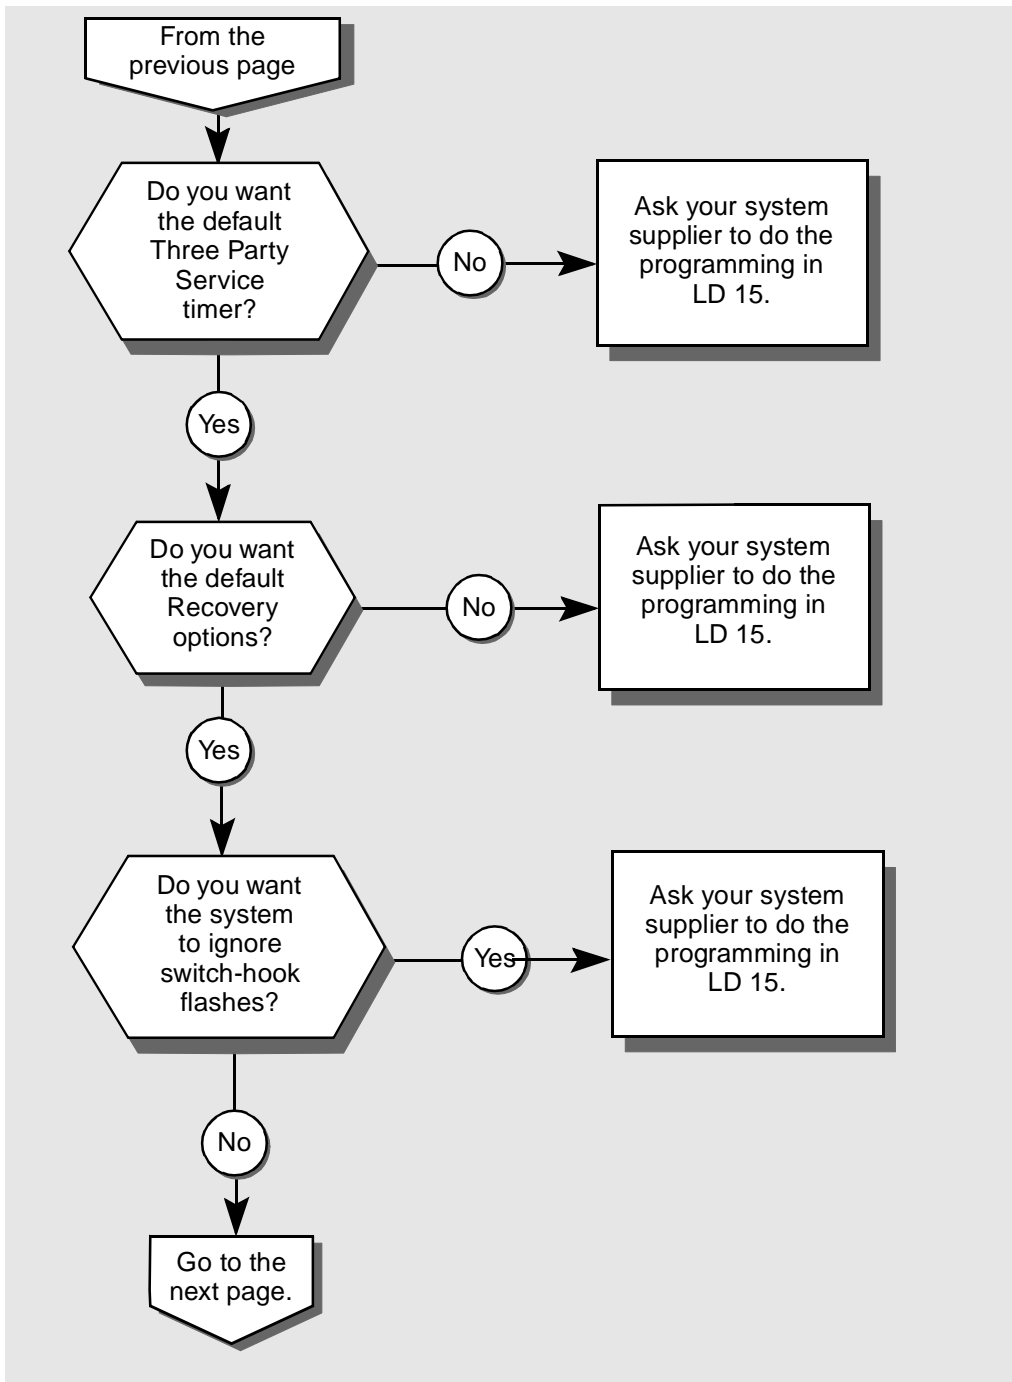 From the
previous page
Do you want
the default
Three Party
Service
timer?
No
Ask your system
supplier to do the
programming in
LD 15.
Yes
Do you want
the default
Recovery
options?
No
Ask your system
supplier to do the
programming in
LD 15.
Yes
Do you want
the system
to ignore
switch-hook
flashes?
Yes
Ask your system
supplier to do the
programming in
LD 15.
No
Go to the
next page.